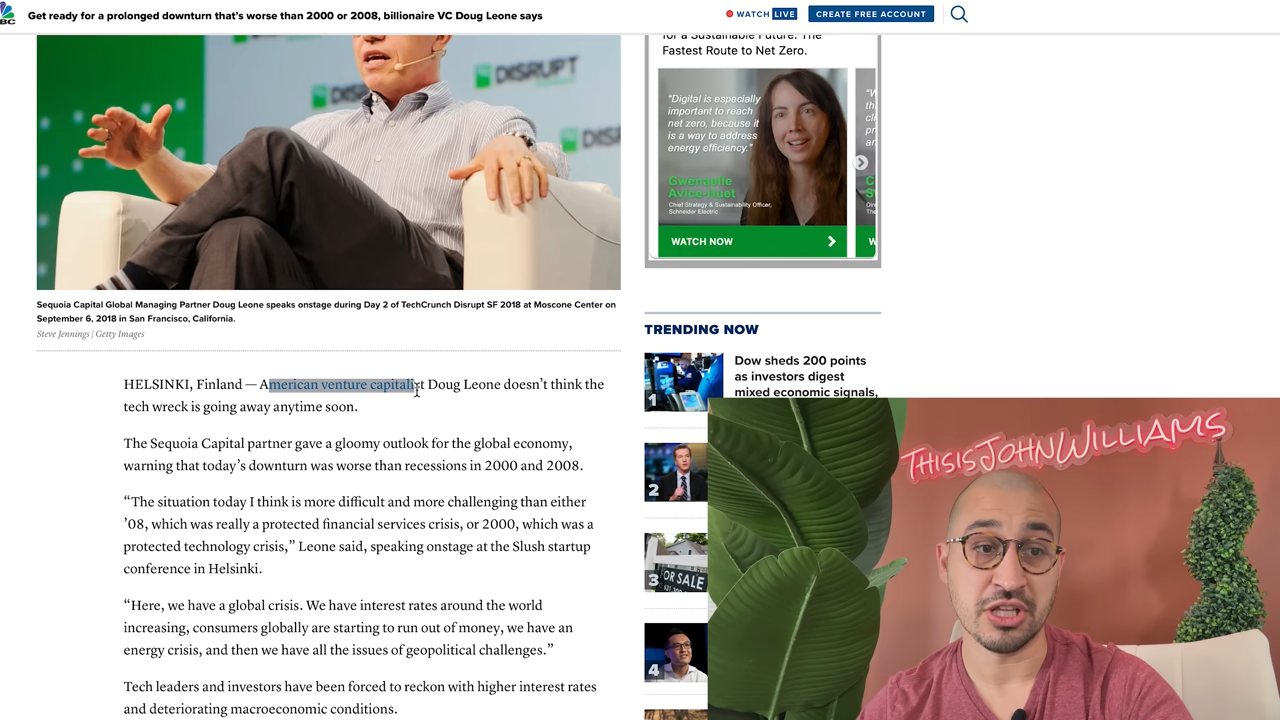 BC
Get ready for a prolonged downturn that's worse than 2000 or 2008, billionaire VC Doug Leone says
WATCH LIVE
CREATE FREE ACCOUNT
DISRUPT
DIS
Sequoia Capital Global Managing Partner Doug Leone speaks onstage during Day 2 of TechCrunch Disrupt SF 2018 at Moscone Center on
September 6, 2018 in San Francisco, California.
Steve Jennings | Getty Images
HELSINKI, Finland — American venture capitalist Doug Leone doesn't think the
tech wreck is going away anytime soon.
The Sequoia Capital partner gave a gloomy outlook for the global economy,
warning that today's downturn was worse than recessions in 2000 and 2008.
“The situation today I think is more difficult and more challenging than either
’08, which was really a protected financial services crisis, or 2000, which was a
protected technology crisis,” Leone said, speaking onstage at the Slush startup
conference in Helsinki.
“Here, we have a global crisis. We have interest rates around the world
increasing, consumers globally are starting to run out of money, we have an
energy crisis, and then we have all the issues of geopolitical challenges.”
Tech leaders and investors have been forced to reckon with higher interest rates
and deteriorating macroeconomic conditions.
for a Sustainable Future: The
Fastest Route to Net Zero.
"Digital is especially
important to reach
net zero, because it
is a way to address
energy efficiency."
Gwenaelle
Avice-Huet
Chief Strategy & Sustainability Officer,
Schneider Electric
WATCH NOW
TRENDING NOW
1
Dow sheds 200 points
as investors digest
mixed economic signals,
2
3
FOR SALE
4
THISISJOHNWILLIAMS